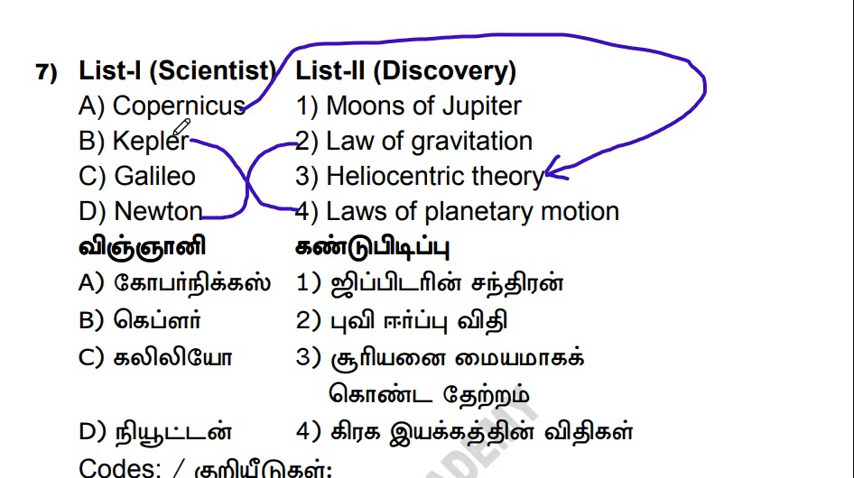 7) List-I (Scientist) List-II (Discovery)
A) Copernicus 1) Moons of Jupiter
B) Kepler 2) Law of gravitation
C) Galileo 3) Heliocentric theory
D) Newton 4) Laws of planetary motion
விஞ்ஞானி கண்டுபிடிப்பு
A) கோபர்நிக்கஸ் 1) ஜிப்பிடரின் சந்திரன்
B) கெப்ளர் 2) புவி ஈர்ப்பு விதி
C) கலிலியோ 3) சூரியனை மையமாகக்
கொண்ட தேற்றம்
D) நியூட்டன் 4) கிரக இயக்கத்தின் விதிகள்
Codes: / குறியீடுகள்: